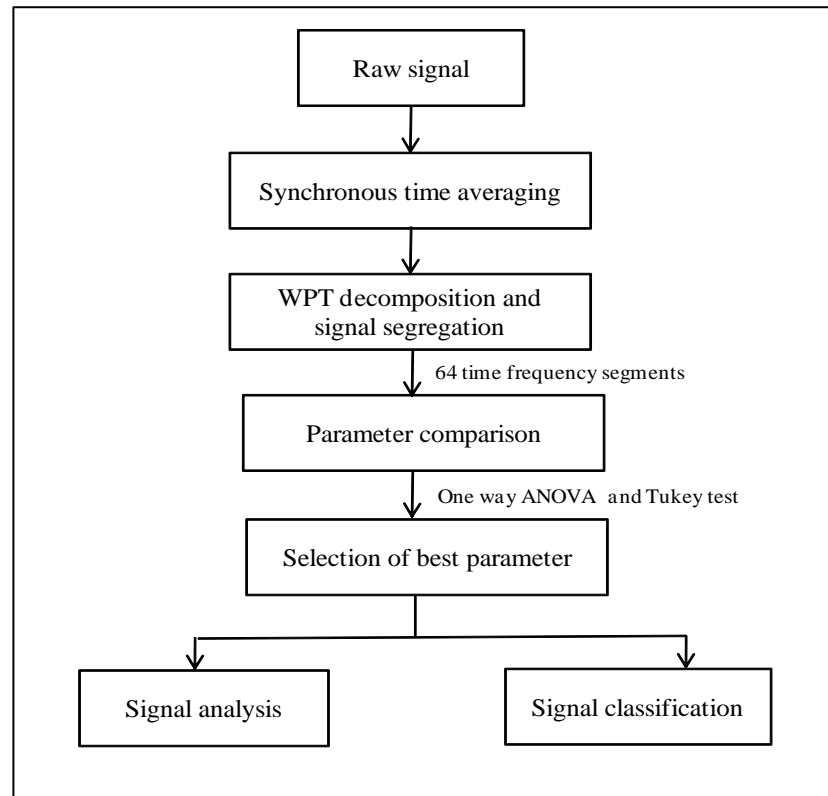 Raw signal
Synchronous time averaging
WPT decomposition and
signal segregation
64 time frequency segments
Parameter comparison
One way ANOVA and Tukey test
Selection of best parameter
Signal analysis
Signal classification